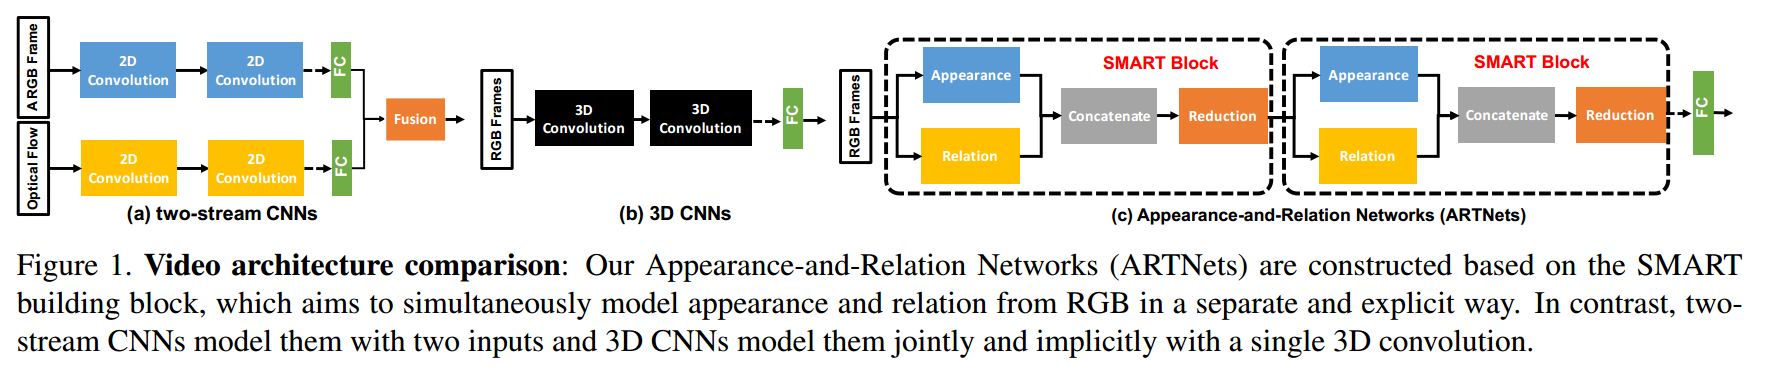 A RGB Frame
2D
Convolution
2D
Convolution
FC
Optical Flow
2D
Convolution
2D
Convolution
FC
Fusion
(a) two-stream CNNs
RGB Frames
3D
Convolution
3D
Convolution
FC
(b) 3D CNNs
RGB Frames
Appearance
Relation
SMART Block
Concatenate
Reduction
Appearance
Relation
SMART Block
Concatenate
Reduction
FC
(c) Appearance-and-Relation Networks (ARTNets)
Figure 1. Video architecture comparison: Our Appearance-and-Relation Networks (ARTNets) are constructed based on the SMART
building block, which aims to simultaneously model appearance and relation from RGB in a separate and explicit way. In contrast, two-
stream CNNs model them with two inputs and 3D CNNs model them jointly and implicitly with a single 3D convolution.